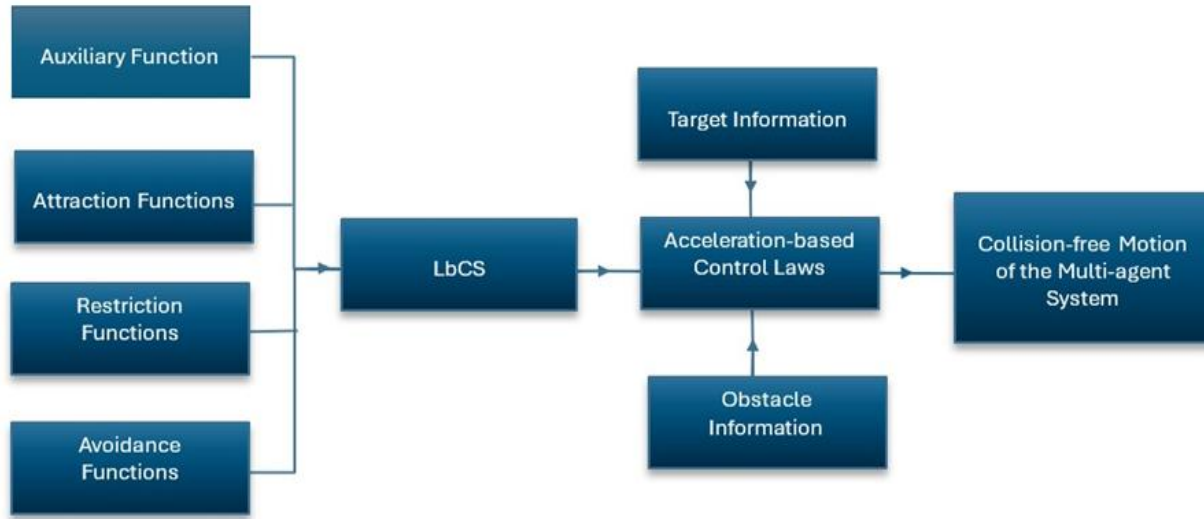 Auxiliary Function
Attraction Functions
Restriction
Functions
Avoidance
Functions
LbCS
Target Information
Acceleration-based
Control Laws
Obstacle
Information
Collision-free Motion
of the Multi-agent
System